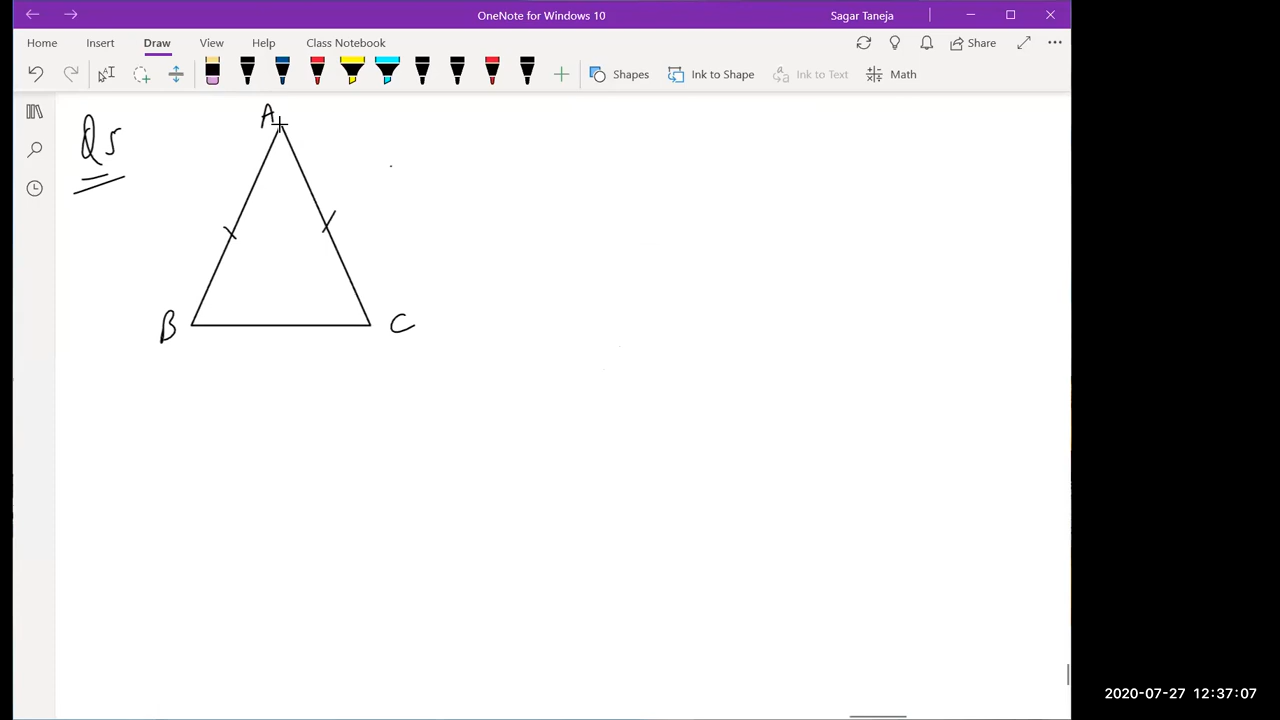 OneNote for Windows 10
Sagar Taneja
Home Insert Draw View Help Class Notebook
Share
Shapes Ink to Shape Ink to Text Math
Q5
A
B
C
2020-07-27 12:37:07